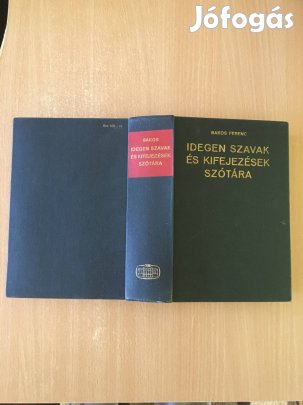 Jófogás
BAKOS
IDEGEN SZAVAK
ÉS KIFEJEZÉSEK
SZÓTÁRA
BAKOS FERENC
IDEGEN SZAVAK
ÉS KIFEJEZÉSEK
SZÓTÁRA